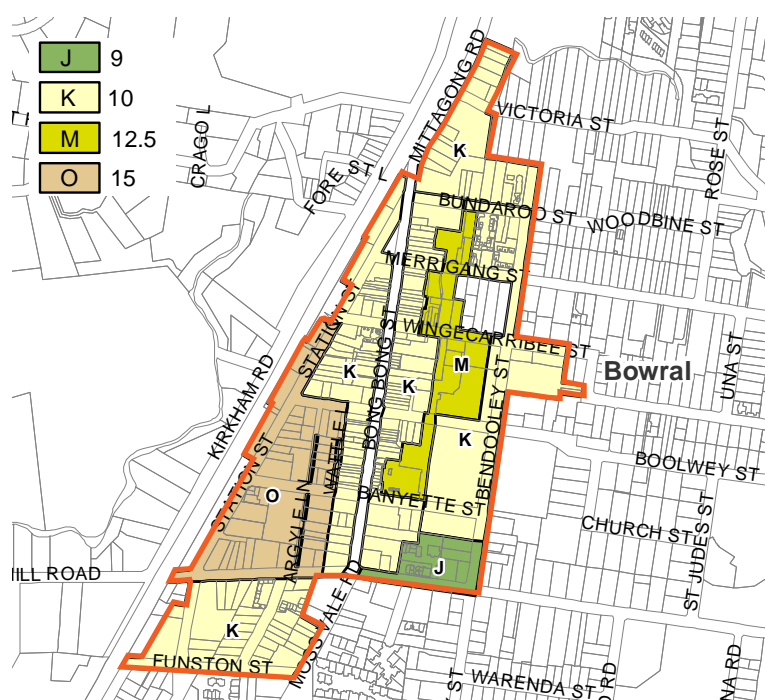 J 9
K 10
M 12.5
O 15
MITTAGONG RD
VICTORIA ST
ROSE ST
CRAGO L
FORE S
H L
K
BUNDAROO ST
WOODBINE ST
MERRIGANG ST
STATION ST
WINGECARRIBEE ST
BONG BONG ST
K
K
M
Bowral
UNA ST
KIRKHAM RD
BENDOOLEY ST
K
BOOLWEY ST
STATION ST
WATTLE
O
BANYETTE ST
CHURCH ST
ST JUDES ST
ARGYLE LN
HILL ROAD
J
MOSS VALE RD
K
FUNSTON ST
WARENDA ST
Y ST
RD
NA RD